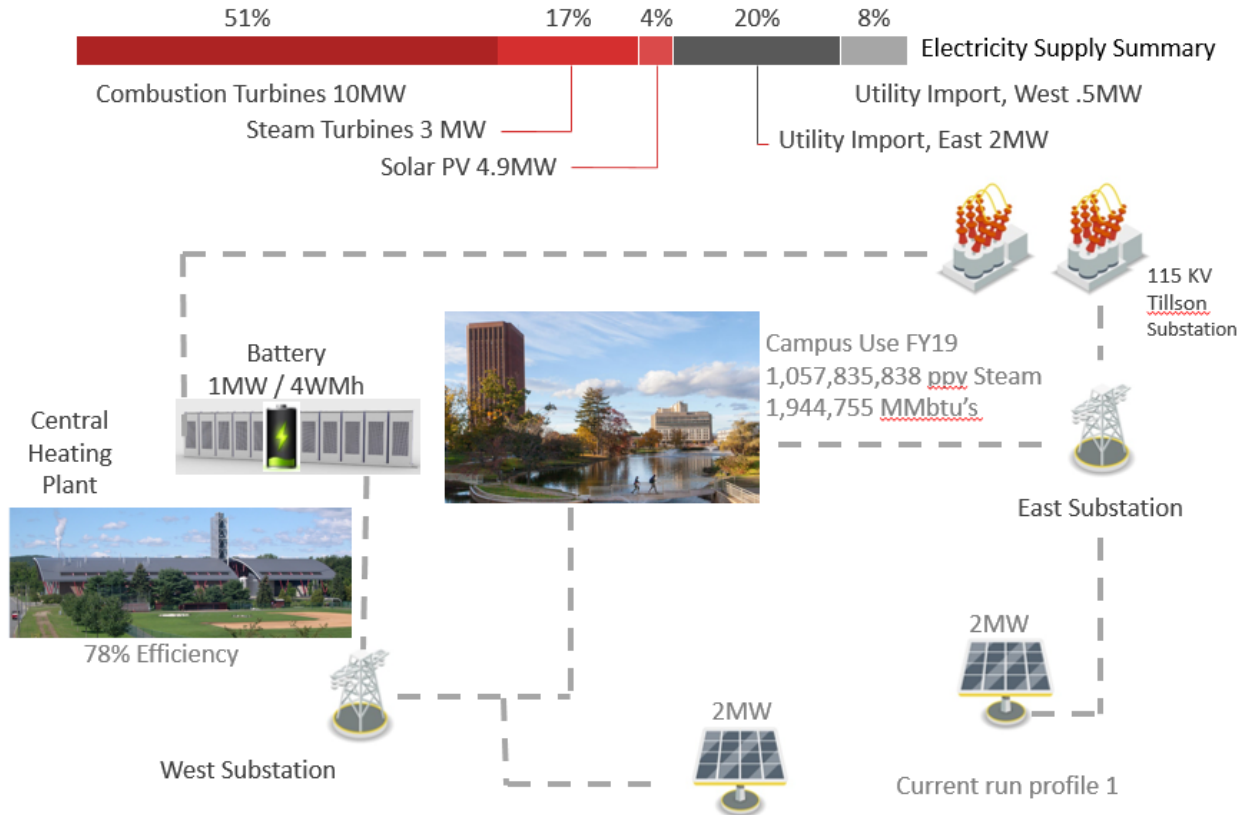 51%
17%
4%
20%
8%
Electricity Supply Summary
Combustion Turbines 10MW
Utility Import, West .5MW
Steam Turbines 3 MW
Utility Import, East 2MW
Solar PV 4.9MW
115 KV
Tillson
Substation
Battery
1MW / 4WMh
Campus Use FY19
1,057,835,838 ppy Steam
1,944,755 MMbtu's
Central
Heating
Plant
East Substation
78% Efficiency
2MW
2MW
West Substation
Current run profile 1